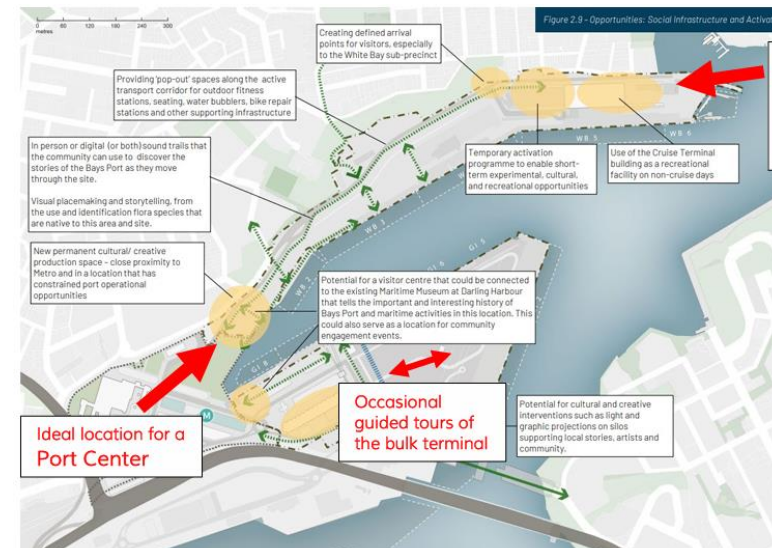 0 60 120 180 240 300
metres
Figure 2.9 - Opportunities: Social Infrastructure and
Creating defined arrival
points for visitors, especially
to the White Bay sub-precinct
Providing 'pop-out' spaces along the active
transport corridor for outdoor fitness
stations, seating, water bubblers, bike repair
stations and other supporting infrastructure
In person or digital (or both) sound trails that
the community can use to discover the
stories of the Bays Port as they move
through the site.
Visual placemaking and storytelling, from
the use and identification flora species that
are native to this area and site.
New permanent cultural/ creative
production space – close proximity to
Metro and in a location that has
constrained port operational
opportunities
Temporary activation
programme to enable short-
term experimental, cultural,
and recreational opportunities
Use of the Cruise Terminal
building as a recreational
facility on non-cruise days
WB 5
WB 6
WB 3
GI 5
GI 6
GI 8
Potential for a visitor centre that could be connected
to the existing Maritime Museum at Darling Harbour
that tells the important and interesting history of
Bays Port and maritime activities in this location. This
could also serve as a location for community
engagement events.
M
Ideal location for a
Port Center
Occasional
guided tours of
the bulk terminal
Potential for cultural and creative
interventions such as light and
graphic projections on silos
supporting local stories, artists and
community.